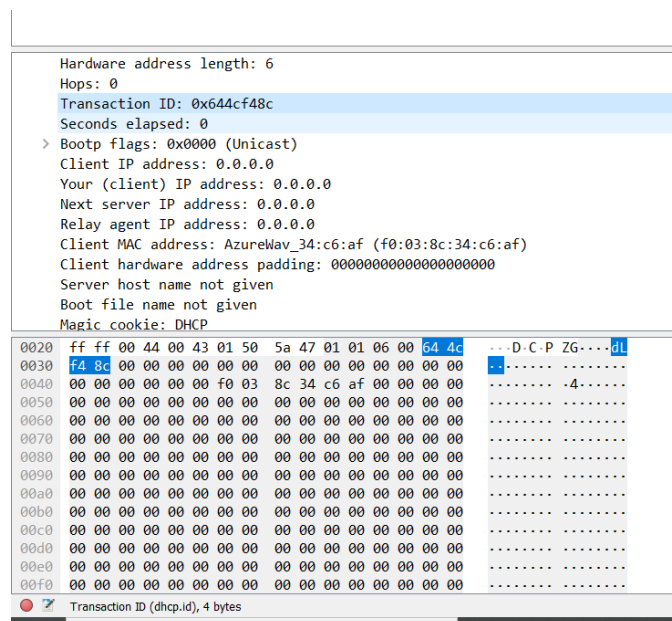 Hardware address length: 6
Hops: 0
Transaction ID: 0x644cf48c
Seconds elapsed: 0
> Bootp flags: 0x0000 (Unicast)
Client IP address: 0.0.0.0
Your (client) IP address: 0.0.0.0
Next server IP address: 0.0.0.0
Relay agent IP address: 0.0.0.0
Client MAC address: AzureWav_34:c6:af (f0:03:8c:34:c6:af)
Client hardware address padding: 00000000000000000000
Server host name not given
Boot file name not given
Magic cookie: DHCP
0020 ff ff 00 44 00 43 01 50 5a 47 01 01 06 00 64 4c ···D·C·P ZG····dL
0030 f4 8c 00 00 00 00 00 00 00 00 00 00 00 00 00 00 ········ ········
0040 00 00 00 00 00 00 f0 03 8c 34 c6 af 00 00 00 00 ········ ·4······
0050 00 00 00 00 00 00 00 00 00 00 00 00 00 00 00 00 ········ ········
0060 00 00 00 00 00 00 00 00 00 00 00 00 00 00 00 00 ········ ········
0070 00 00 00 00 00 00 00 00 00 00 00 00 00 00 00 00 ········ ········
0080 00 00 00 00 00 00 00 00 00 00 00 00 00 00 00 00 ········ ········
0090 00 00 00 00 00 00 00 00 00 00 00 00 00 00 00 00 ········ ········
00a0 00 00 00 00 00 00 00 00 00 00 00 00 00 00 00 00 ········ ········
00b0 00 00 00 00 00 00 00 00 00 00 00 00 00 00 00 00 ········ ········
00c0 00 00 00 00 00 00 00 00 00 00 00 00 00 00 00 00 ········ ········
00d0 00 00 00 00 00 00 00 00 00 00 00 00 00 00 00 00 ········ ········
00e0 00 00 00 00 00 00 00 00 00 00 00 00 00 00 00 00 ········ ········
00f0 00 00 00 00 00 00 00 00 00 00 00 00 00 00 00 00 ········ ········
Transaction ID (dhcp.id), 4 bytes